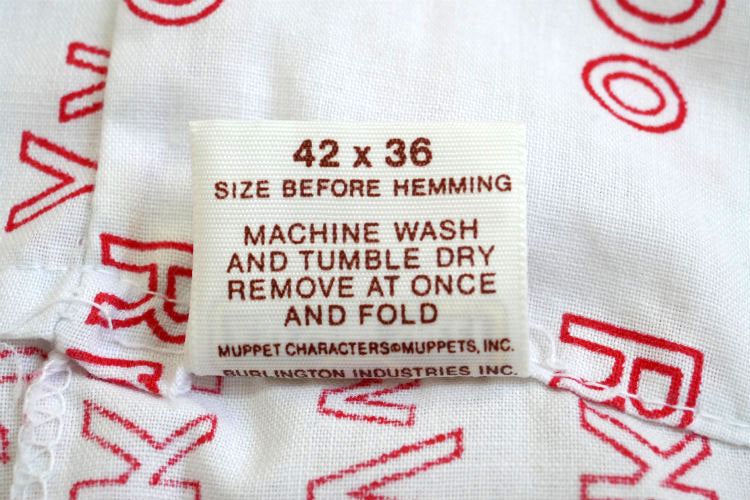 42 x 36
SIZE BEFORE HEMMING
MACHINE WASH
AND TUMBLE DRY
REMOVE AT ONCE
AND FOLD
MUPPET CHARACTERS©MUPPETS, INC.
BURLINGTON INDUSTRIES INC.